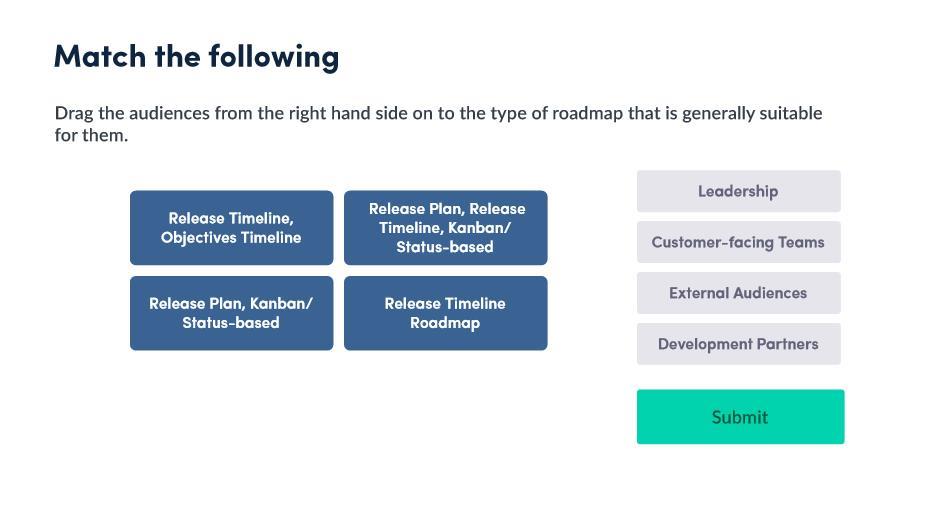 Match the following
Drag the audiences from the right hand side on to the type of roadmap that is generally suitable
for them.
Release Timeline,
Objectives Timeline
Release Plan, Release
Timeline, Kanban/
Status-based
Release Plan, Kanban/
Status-based
Release Timeline
Roadmap
Leadership
Customer-facing Teams
External Audiences
Development Partners
Submit